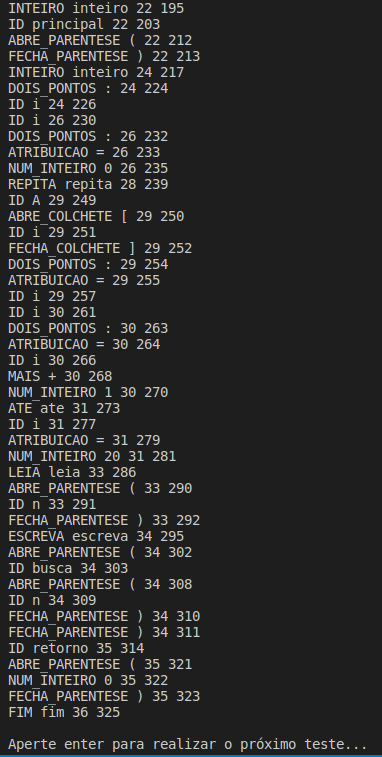 INTEIRO inteiro 22 195
ID principal 22 203
ABRE_PARENTESE ( 22 212
FECHA_PARENTESE ) 22 213
INTEIRO inteiro 24 217
DOIS_PONTOS : 24 224
ID i 24 226
ID i 26 230
DOIS_PONTOS : 26 232
ATRIBUICAO = 26 233
NUM_INTEIRO 0 26 235
REPITA repita 28 239
ID A 29 249
ABRE_COLCHETE [ 29 250
ID i 29 251
FECHA_COLCHETE ] 29 252
DOIS_PONTOS : 29 254
ATRIBUICAO = 29 255
ID i 29 257
ID i 30 261
DOIS_PONTOS : 30 263
ATRIBUICAO = 30 264
ID i 30 266
MAIS + 30 268
NUM_INTEIRO 1 30 270
ATE ate 31 273
ID i 31 277
ATRIBUICAO = 31 279
NUM_INTEIRO 20 31 281
LEIA leia 33 286
ABRE_PARENTESE ( 33 290
ID n 33 291
FECHA_PARENTESE ) 33 292
ESCREVA escreva 34 295
ABRE_PARENTESE ( 34 302
ID busca 34 303
ABRE_PARENTESE ( 34 308
ID n 34 309
FECHA_PARENTESE ) 34 310
FECHA_PARENTESE ) 34 311
ID retorno 35 314
ABRE_PARENTESE ( 35 321
NUM_INTEIRO 0 35 322
FECHA_PARENTESE ) 35 323
FIM fim 36 325
Aperte enter para realizar o próximo teste...